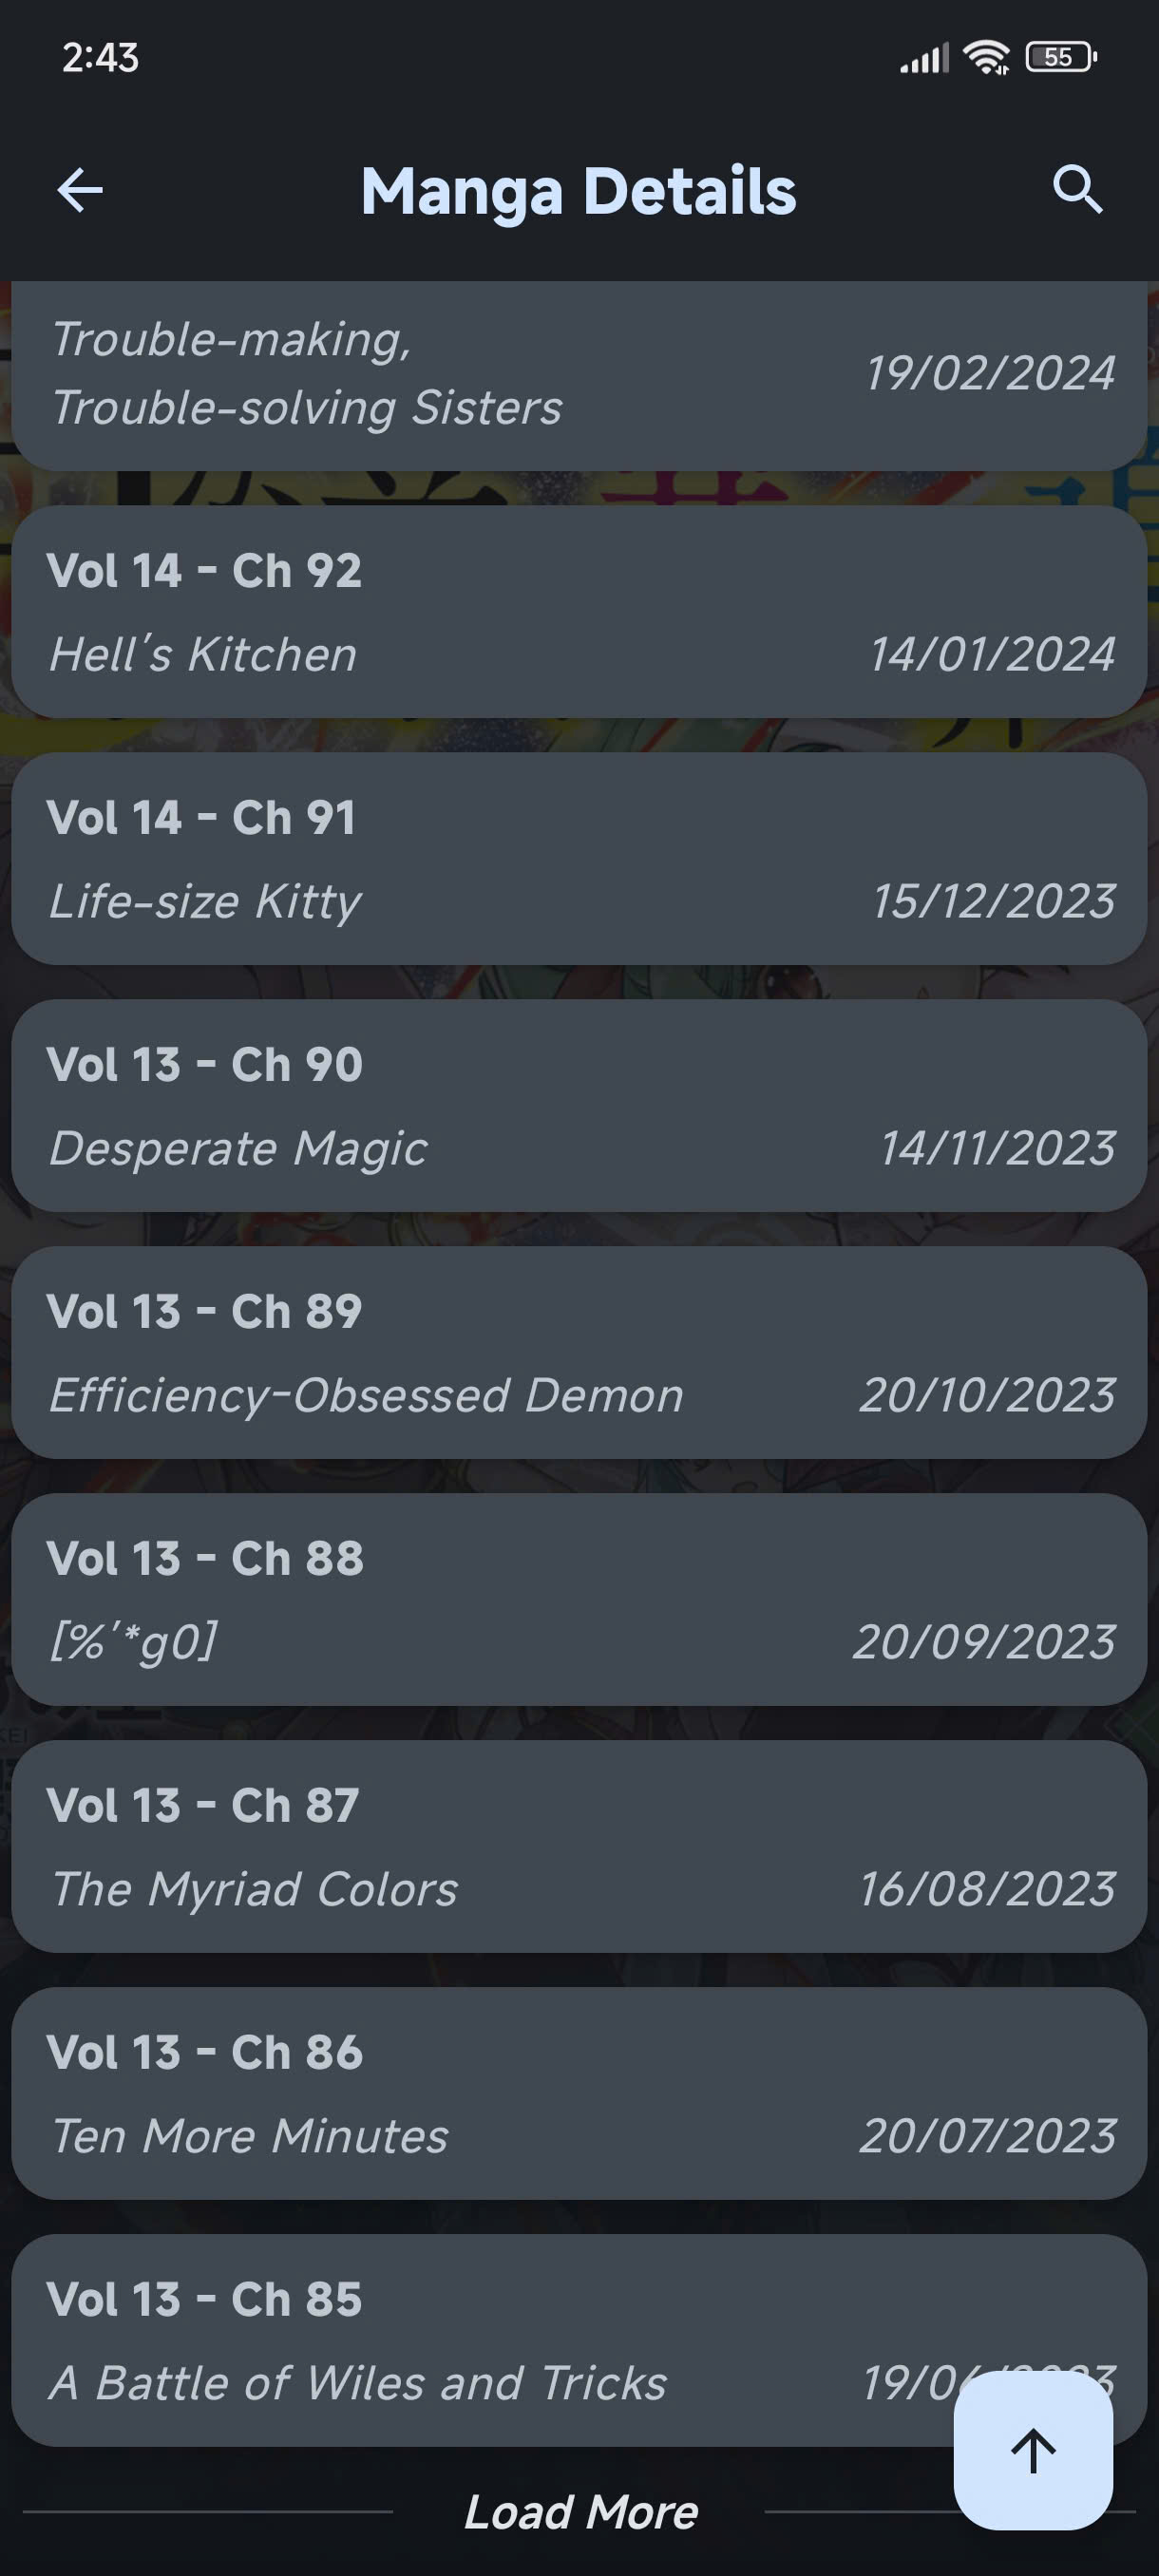 2:43
55
Manga Details
Trouble-making,
Trouble-solving Sisters
19/02/2024
Vol 14 - Ch 92
Hell's Kitchen
14/01/2024
Vol 14 - Ch 91
Life-size Kitty
15/12/2023
Vol 13 - Ch 90
Desperate Magic
14/11/2023
Vol 13 - Ch 89
Efficiency-Obsessed Demon
20/10/2023
Vol 13 - Ch 88
[%'*g0]
20/09/2023
Vol 13 - Ch 87
The Myriad Colors
16/08/2023
Vol 13 - Ch 86
Ten More Minutes
20/07/2023
Vol 13 - Ch 85
A Battle of Wiles and Tricks
Load More